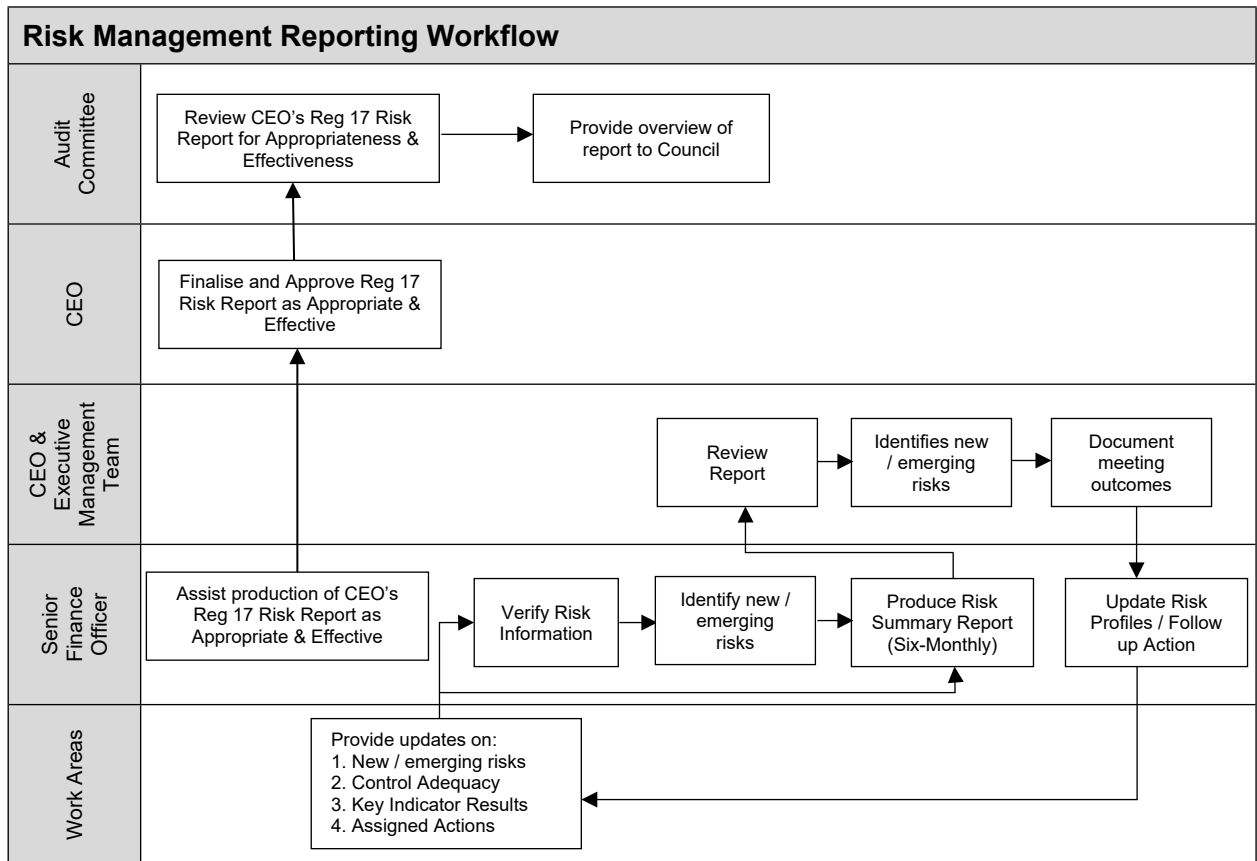 Risk Management Reporting Workflow
Audit
Committee
Review CEO's Reg 17 Risk
Report for Appropriateness &
Effectiveness
Provide overview of
report to Council
CEO
Finalise and Approve Reg 17
Risk Report as Appropriate &
Effective
CEO &
Executive
Management
Team
Review
Report
Identifies new
/ emerging
risks
Document
meeting
outcomes
Senior
Finance
Officer
Assist production of CEO's
Reg 17 Risk Report as
Appropriate & Effective
Verify Risk
Information
Identify new /
emerging
risks
Produce Risk
Summary Report
(Six-Monthly)
Update Risk
Profiles / Follow
up Action
Work Areas
Provide updates on:
1. New / emerging risks
2. Control Adequacy
3. Key Indicator Results
4. Assigned Actions